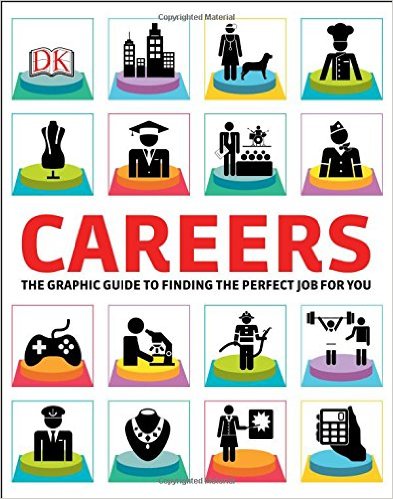 Copyrighted Material
DK
CAREERS
THE GRAPHIC GUIDE TO FINDING THE PERFECT JOB FOR YOU
Copyrighted Material